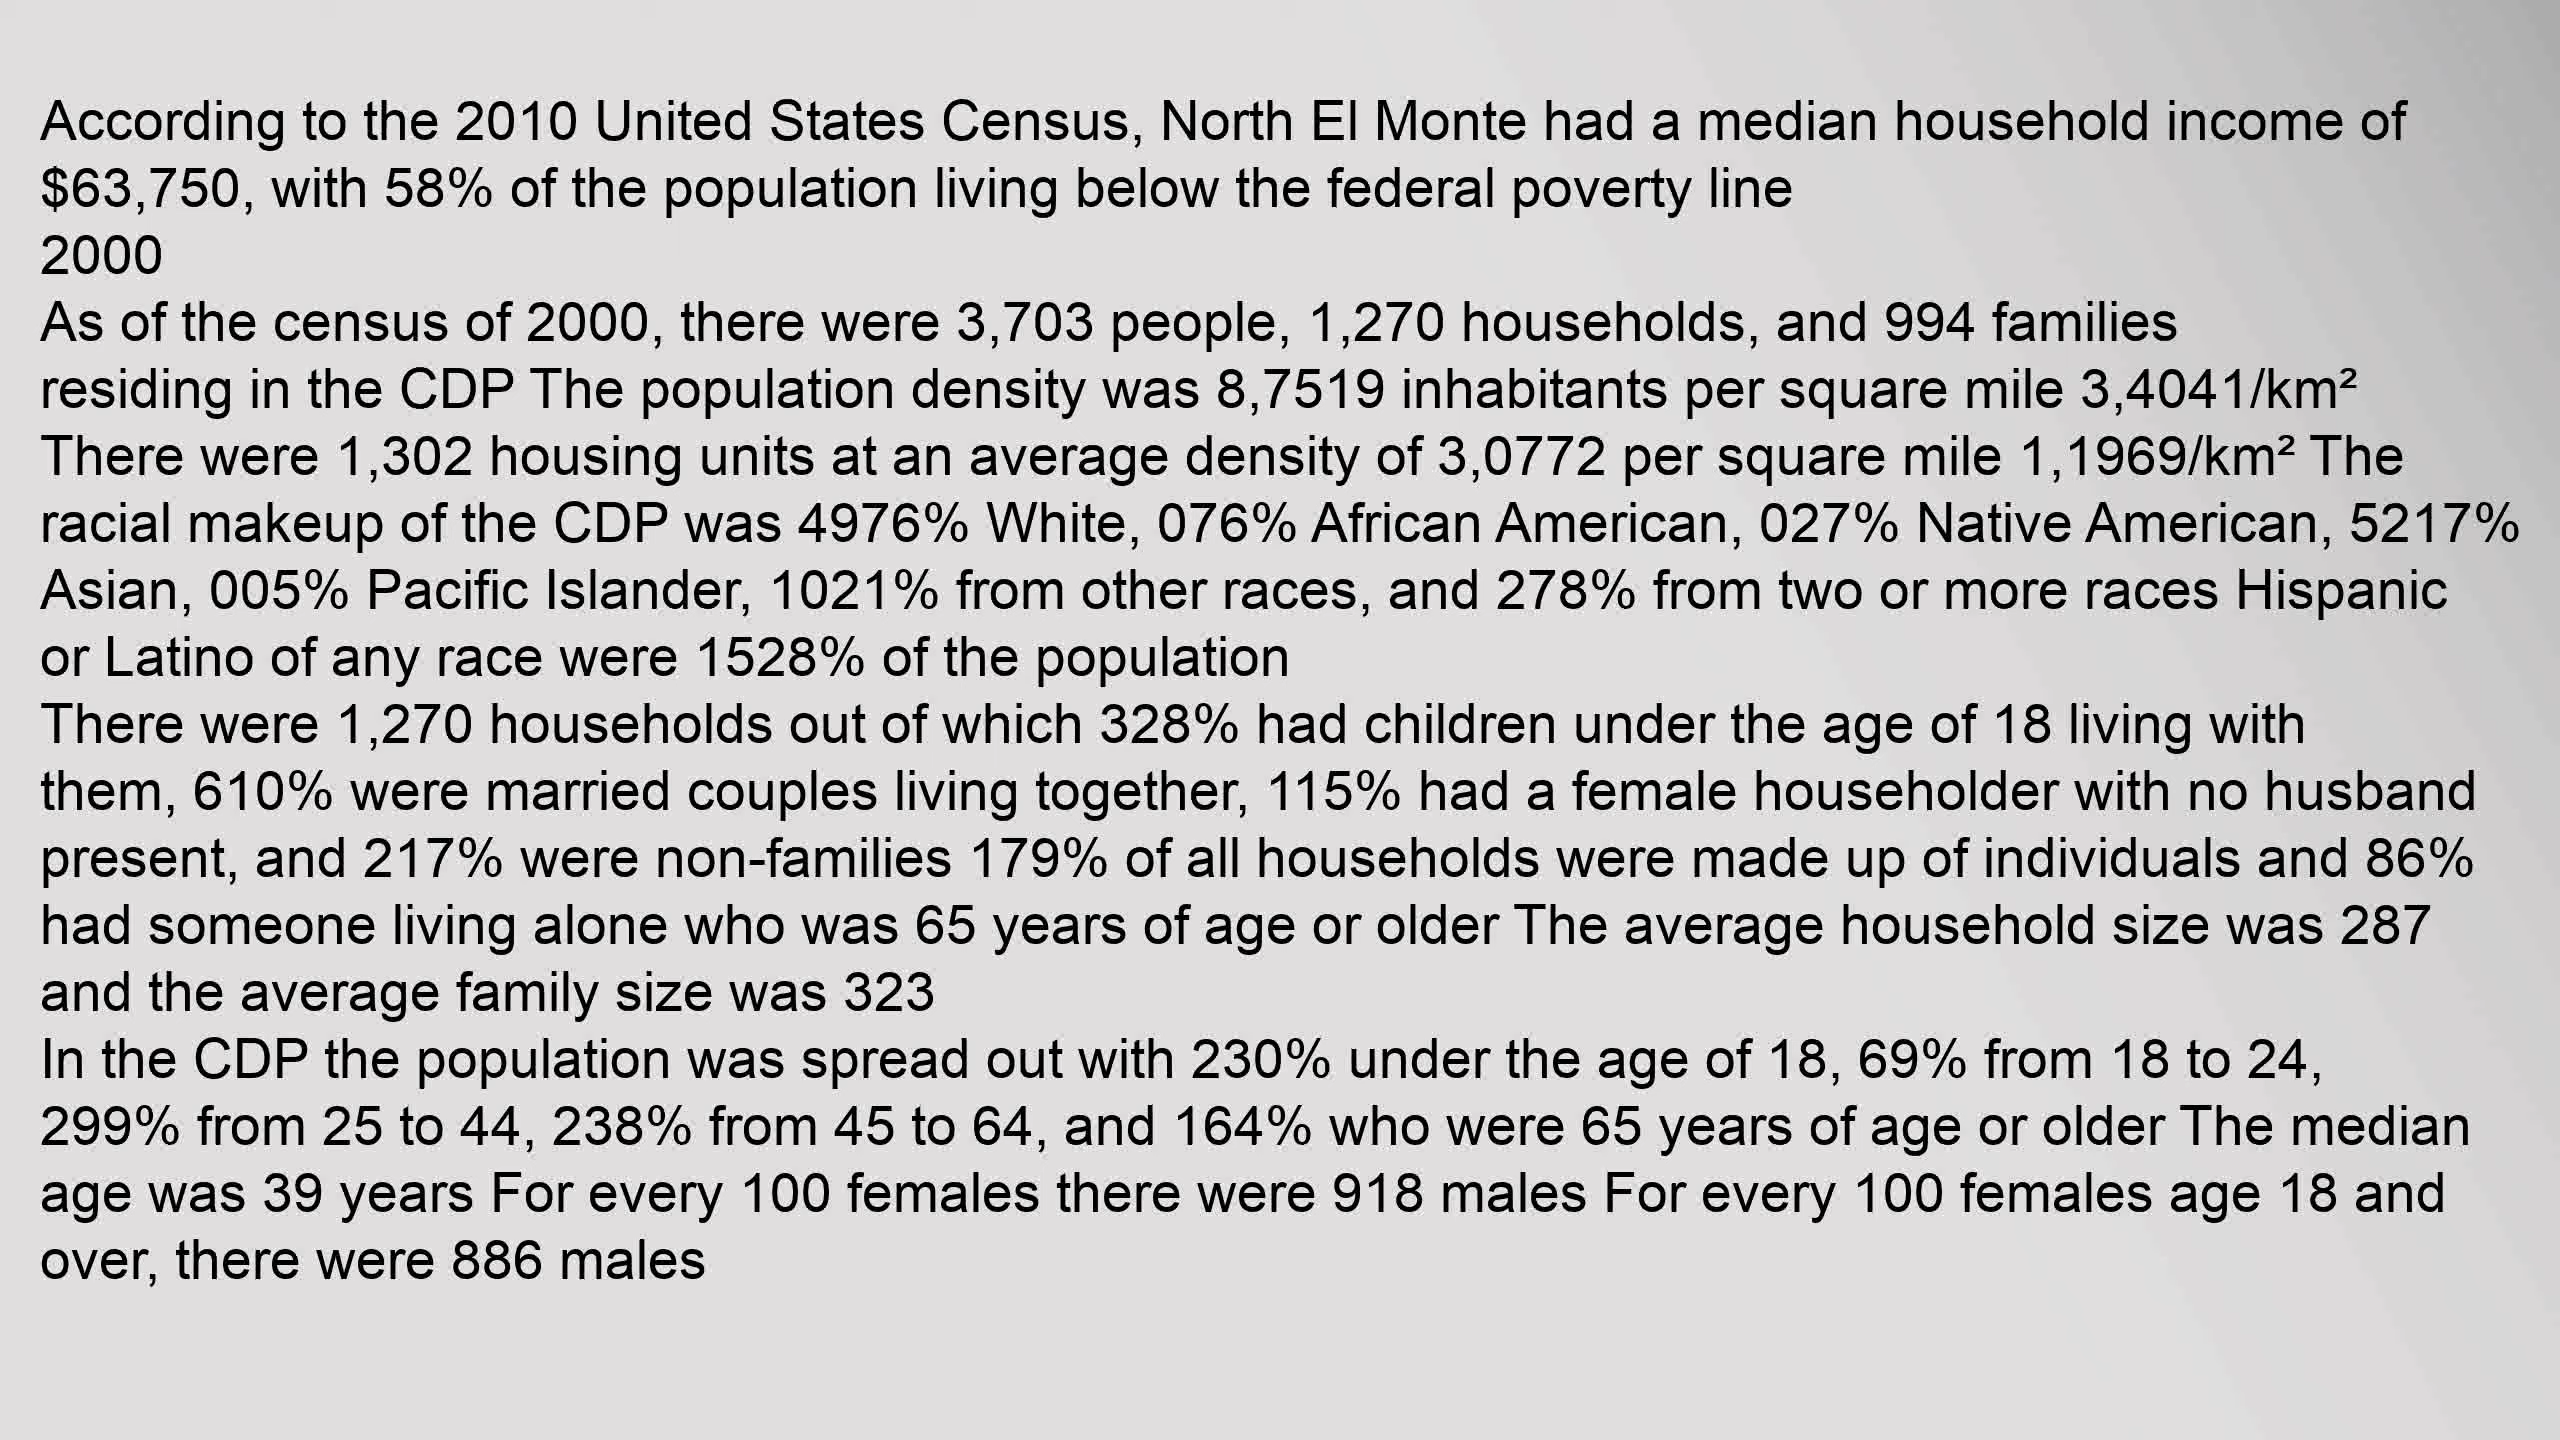 According to the 2010 United States Census, North El Monte had a median household income of
$63,750, with 58% of the population living below the federal poverty line
2000
As of the census of 2000, there were 3,703 people, 1,270 households, and 994 families
residing in the CDP The population density was 8,7519 inhabitants per square mile 3,4041/km²
There were 1,302 housing units at an average density of 3,0772 per square mile 1,1969/km² The
racial makeup of the CDP was 4976% White, 076% African American, 027% Native American, 5217%
Asian, 005% Pacific Islander, 1021% from other races, and 278% from two or more races Hispanic
or Latino of any race were 1528% of the population
There were 1,270 households out of which 328% had children under the age of 18 living with
them, 610% were married couples living together, 115% had a female householder with no husband
present, and 217% were non-families 179% of all households were made up of individuals and 86%
had someone living alone who was 65 years of age or older The average household size was 287
and the average family size was 323
In the CDP the population was spread out with 230% under the age of 18, 69% from 18 to 24,
299% from 25 to 44, 238% from 45 to 64, and 164% who were 65 years of age or older The median
age was 39 years For every 100 females there were 918 males For every 100 females age 18 and
over, there were 886 males